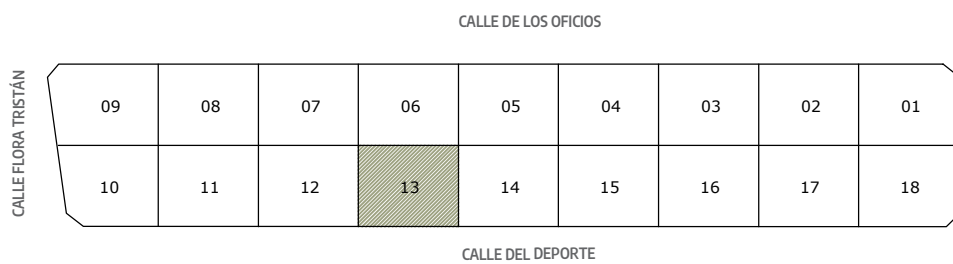 CALLE DE LOS OFICIOS
CALLE FLORA TRISTÁN
09 08 07 06 05 04 03 02 01
10 11 12 13 14 15 16 17 18
CALLE DEL DEPORTE